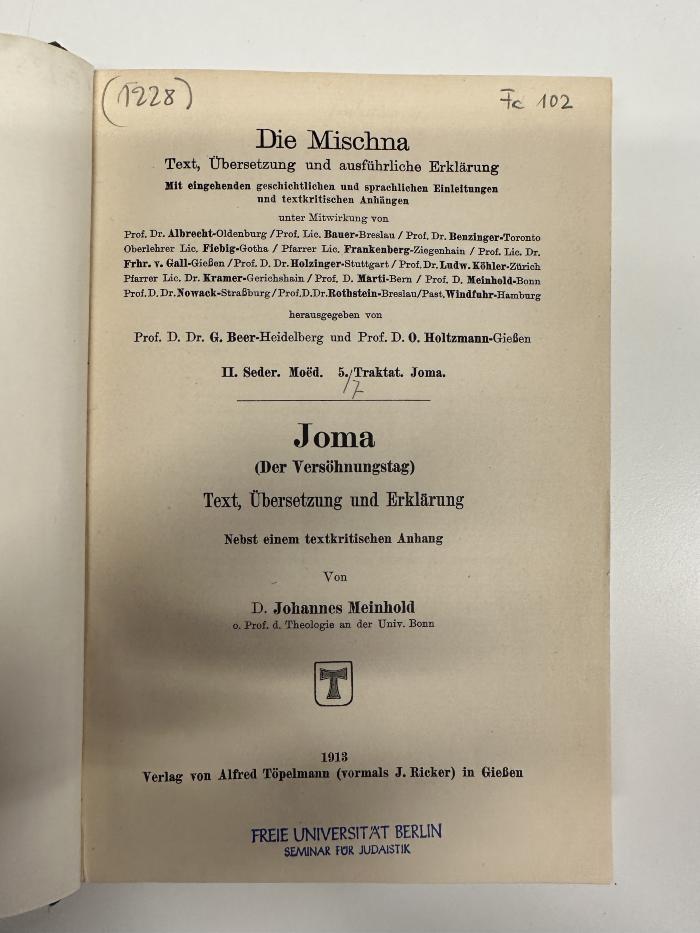 (1228)
Fc 102
Die Mischna
Text, Übersetzung und ausführliche Erklärung
Mit eingehenden geschichtlichen und sprachlichen Einleitungen
und textkritischen Anhängen
unter Mitwirkung von
Prof. Dr. Albrecht-Oldenburg / Prof. Lic. Bauer-Breslau / Prof. Dr. Benzinger-Toronto
Oberlehrer Lic. Fiebig-Gotha / Pfarrer Lic. Frankenberg-Ziegenhain / Prof. Lic. Dr.
Frhr. v. Gall-Gießen / Prof. D. Dr. Holzinger-Stuttgart / Prof. Dr. Ludw. Köhler-Zürich
Pfarrer Lic. Dr. Kramer-Gerichshain / Prof. D. Marti-Bern / Prof. D. Meinhold-Bonn
Prof. D. Dr. Nowack-Straßburg / Prof. D. Dr. Rothstein-Breslau / Past. Windfuhr-Hamburg
herausgegeben von
Prof. D. Dr. G. Beer-Heidelberg und Prof. D. O. Holtzmann-Gießen
II. Seder. Moëd. 5. Traktat. Joma.
/7
Joma
(Der Versöhnungstag)
Text, Übersetzung und Erklärung
Nebst einem textkritischen Anhang
Von
D. Johannes Meinhold
o. Prof. d. Theologie an der Univ. Bonn
T
1913
Verlag von Alfred Töpelmann (vormals J. Ricker) in Gießen
FREIE UNIVERSITÄT BERLIN
SEMINAR FÜR JUDAISTIK